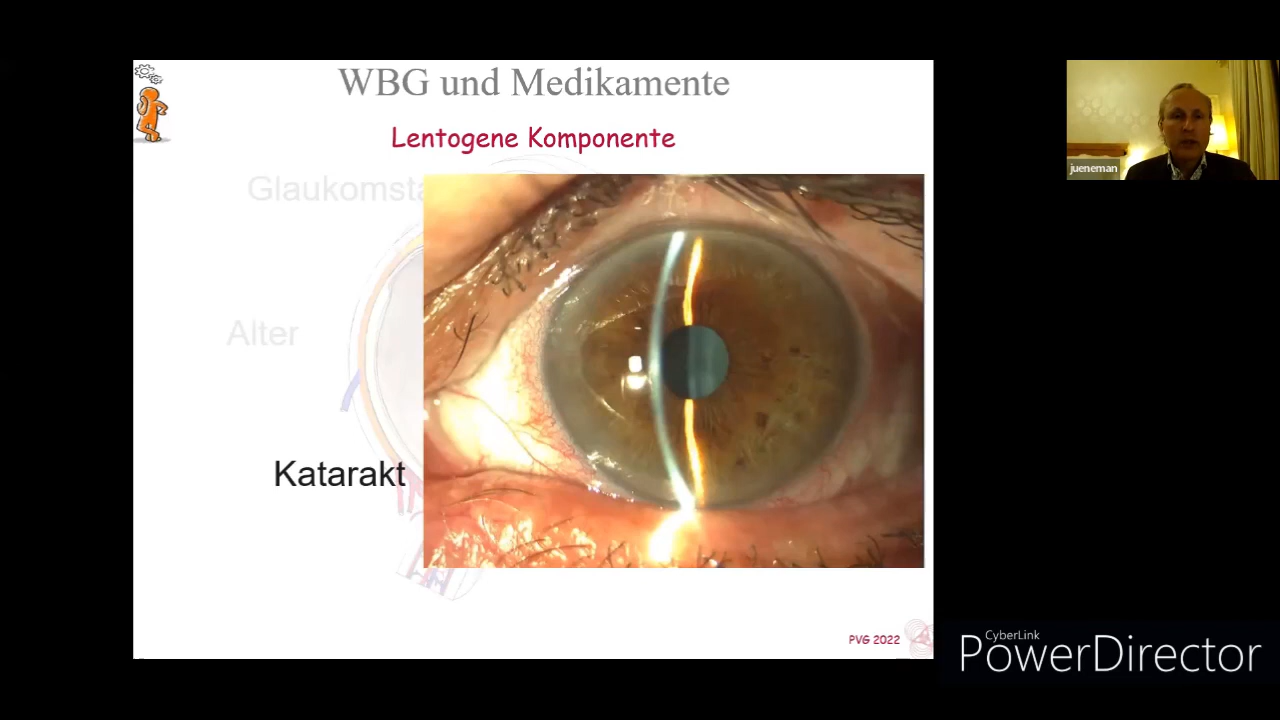 WBG und Medikamente
Lentogene Komponente
Glaukomsta
Alter
Katarakt
PVG 2022
jueneman
CyberLink
PowerDirector